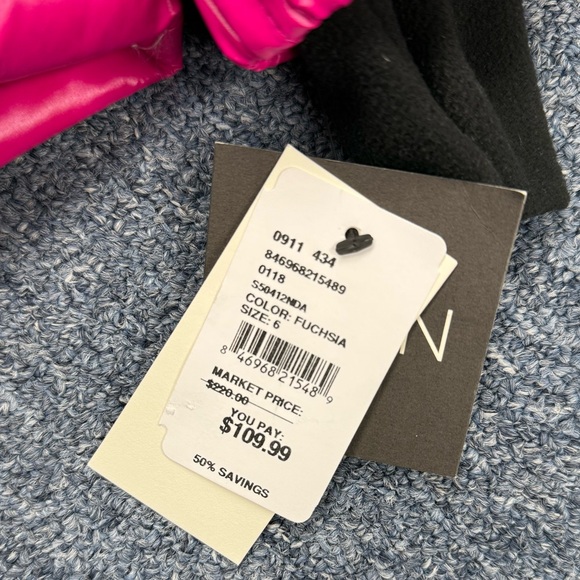 0911 434
846968215489
0118
S50412NDA
COLOR: FUCHSIA
SIZE: 6
8 46968 21548 9
MARKET PRICE:
$220.00
YOU PAY:
$109.99
50% SAVINGS
N